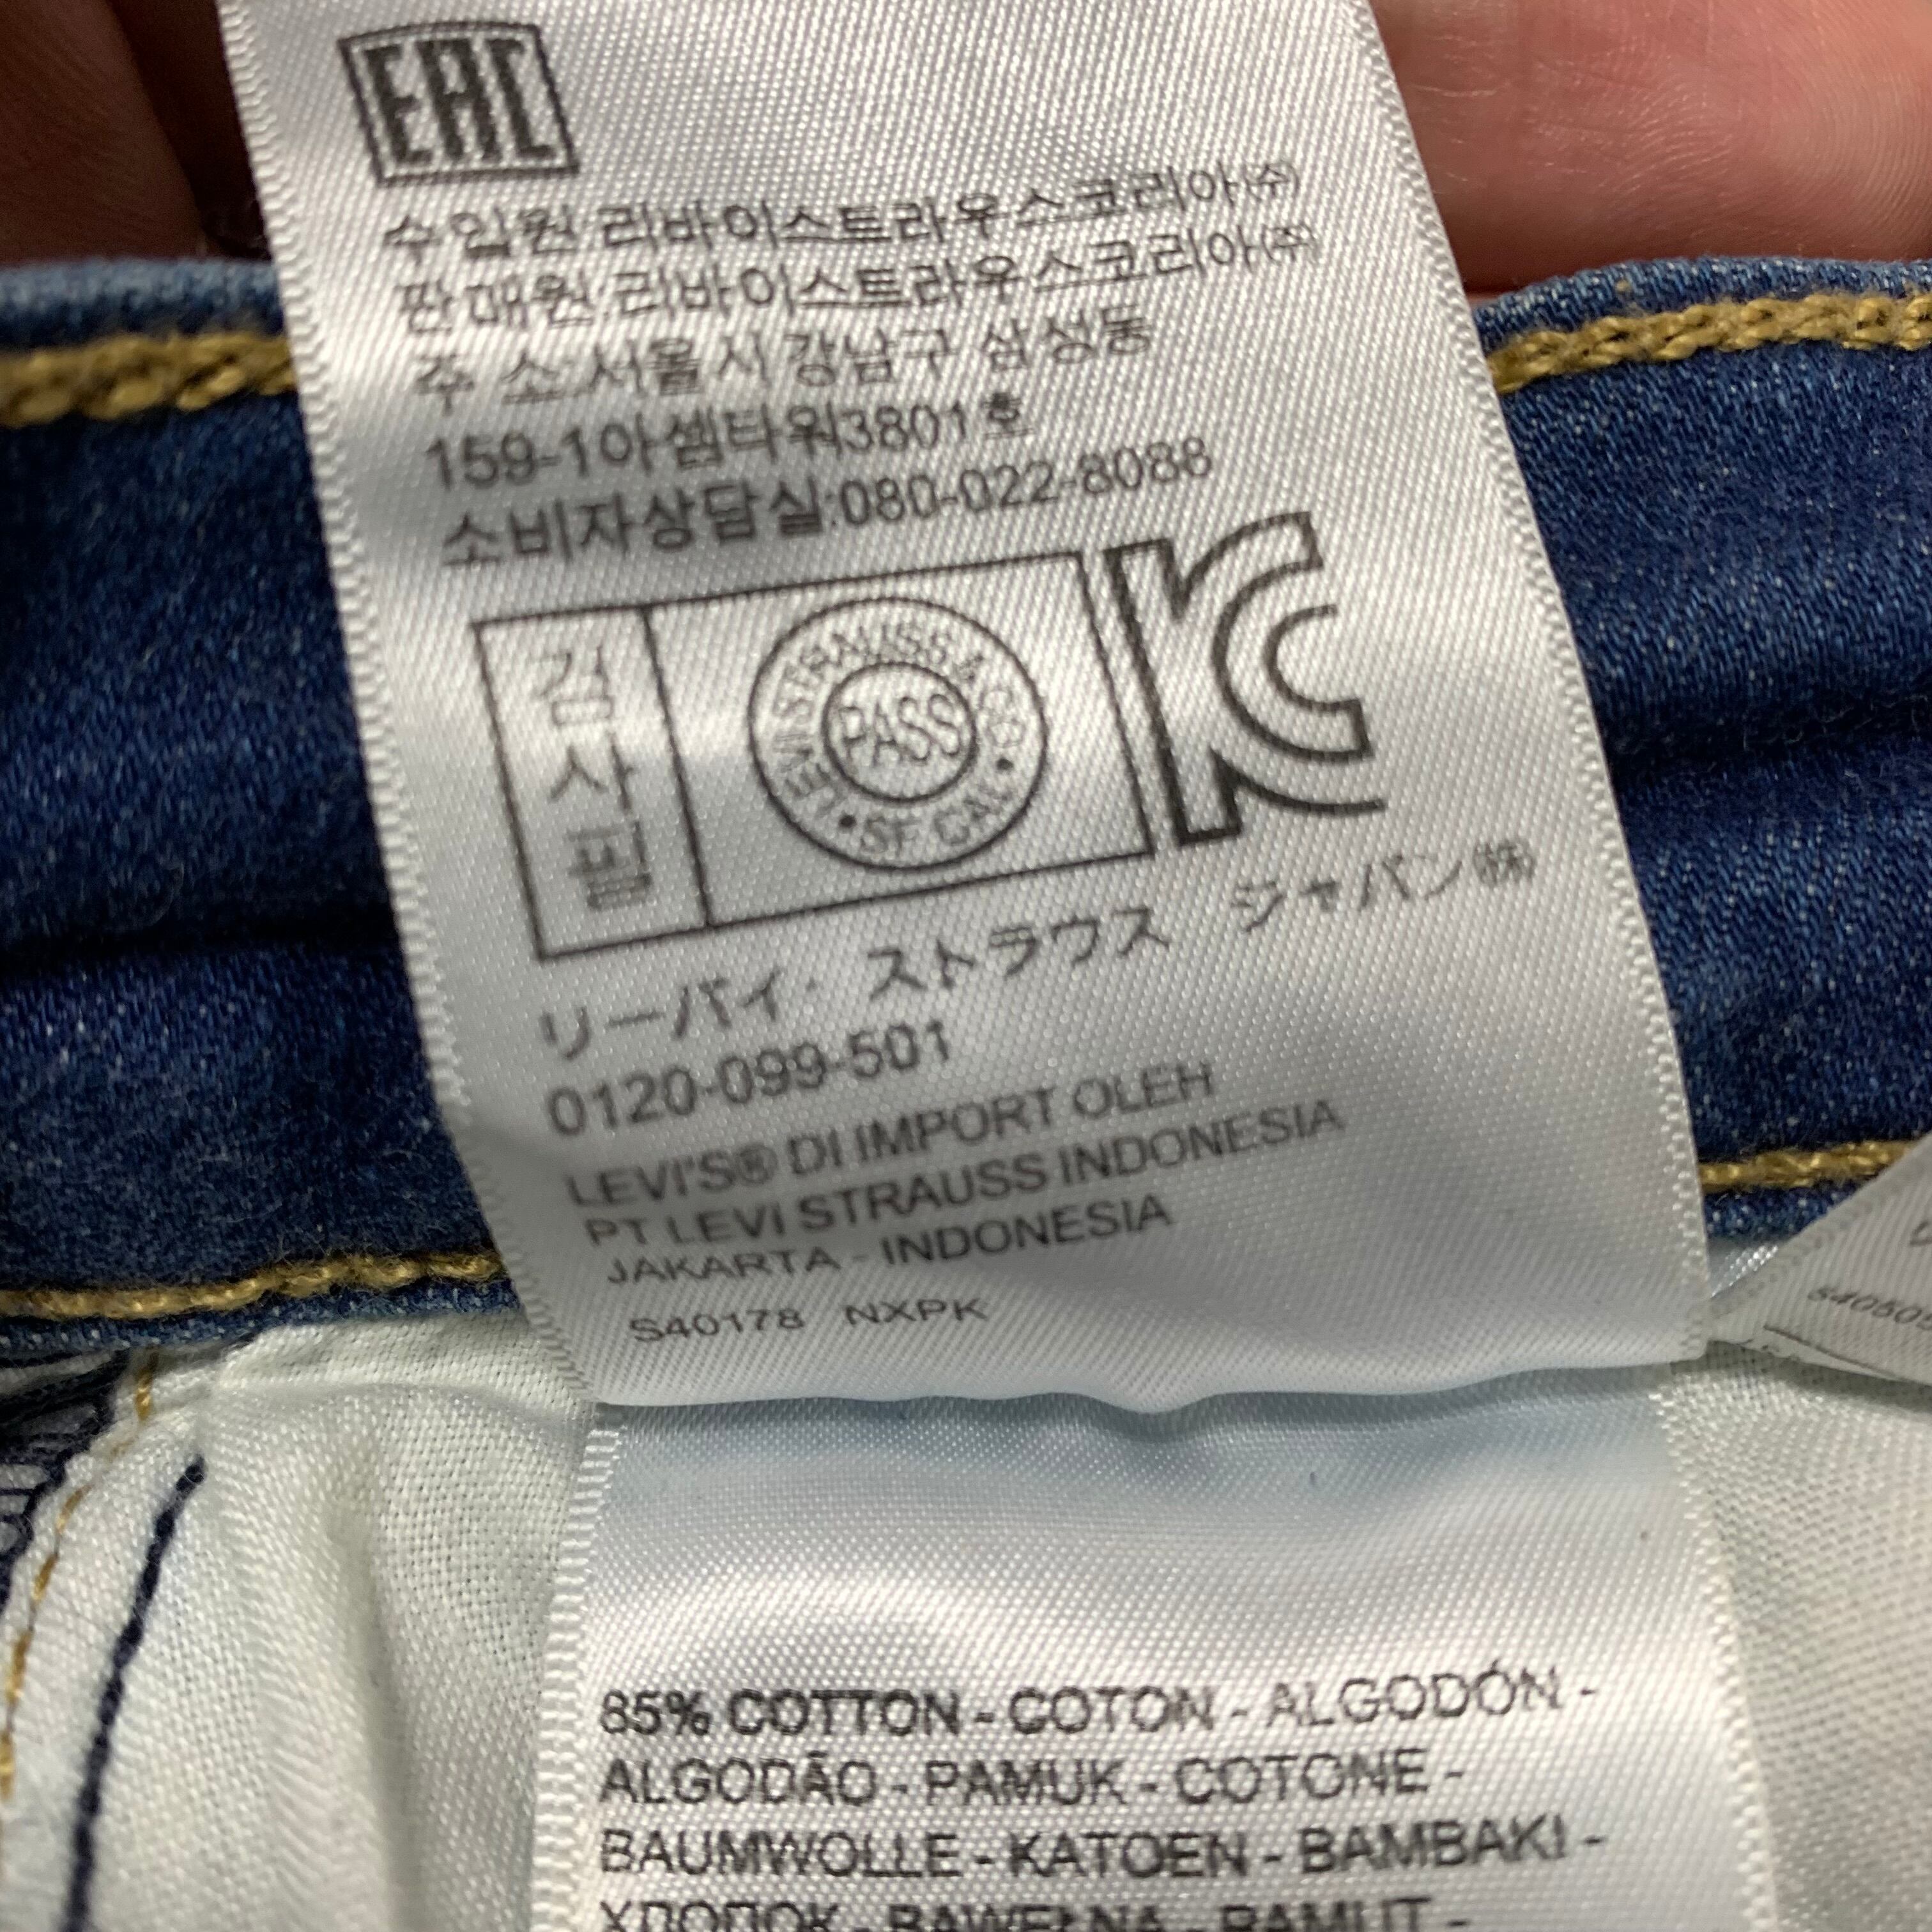 EAC
수입원:리바이스트라우스코리아(주)
판매원:리바이스트라우스코리아(주)
주 소:서울시 강남구 삼성동
159-1아셈타워3801호
소비자상담실:080-022-8088
검사필
LEVI STRAUSS & CO • SF CAL •
PASS
KC
リーバイ・ストラウス ジャパン㈱
0120-099-501
LEVI'S® DI IMPORT OLEH
PT LEVI STRAUSS INDONESIA
JAKARTA - INDONESIA
S40178 NXPK
85% COTTON - COTON - ALGODÓN -
ALGODÃO - PAMUK - COTONE -
BAUMWOLLE - KATOEN - BAMBAKI -
ХЛОПОК - BAWEŁNA - PAMUT -